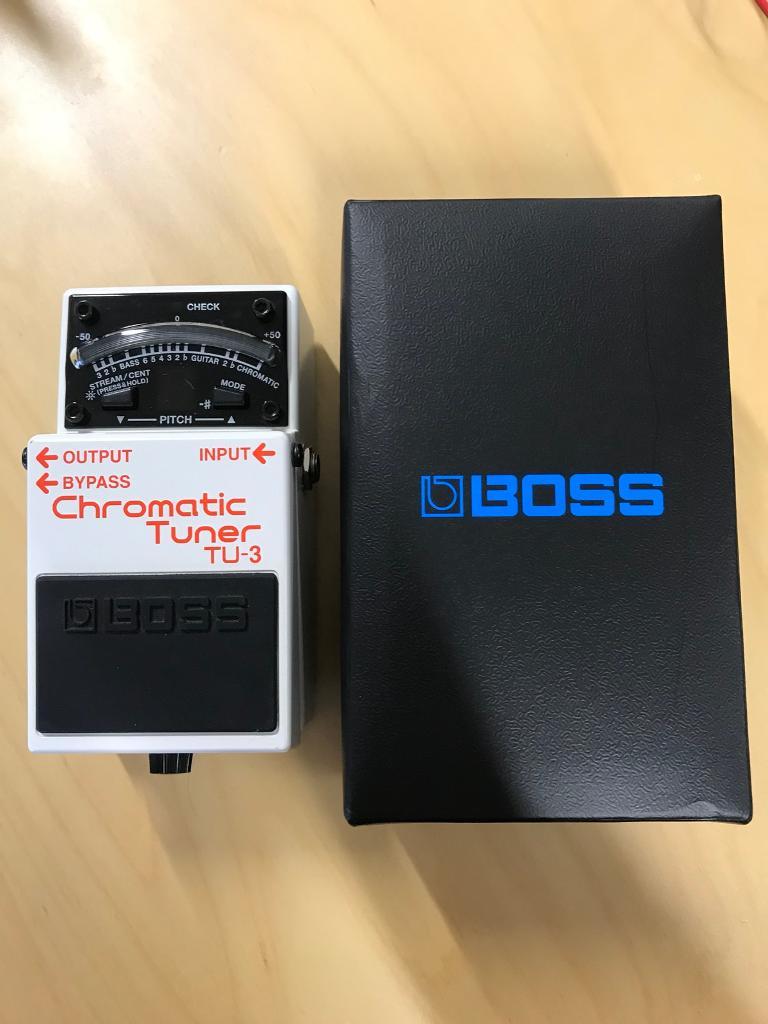 CHECK
-50 0 +50
3 2 ♭ BASS 6 5 4 3 2 ♭ GUITAR 2 ♭ CHROMATIC
STREAM/CENT
(PRESS&HOLD)
MODE
-#
▼ PITCH ▲
← OUTPUT INPUT ←
← BYPASS
Chromatic
Tuner
TU-3
BOSS
BOSS